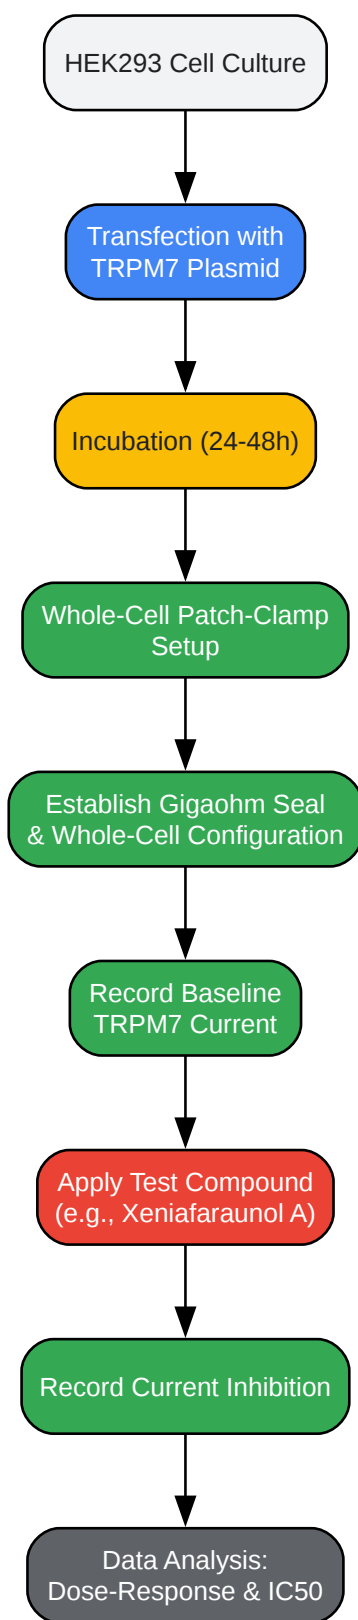 HEK293 Cell Culture
Transfection with
TRPM7 Plasmid
Incubation (24-48h)
Whole-Cell Patch-Clamp
Setup
Establish Gigaohm Seal
& Whole-Cell Configuration
Record Baseline
TRPM7 Current
Apply Test Compound
(e.g., Xeniafaraunol A)
Record Current Inhibition
Data Analysis:
Dose-Response & IC50